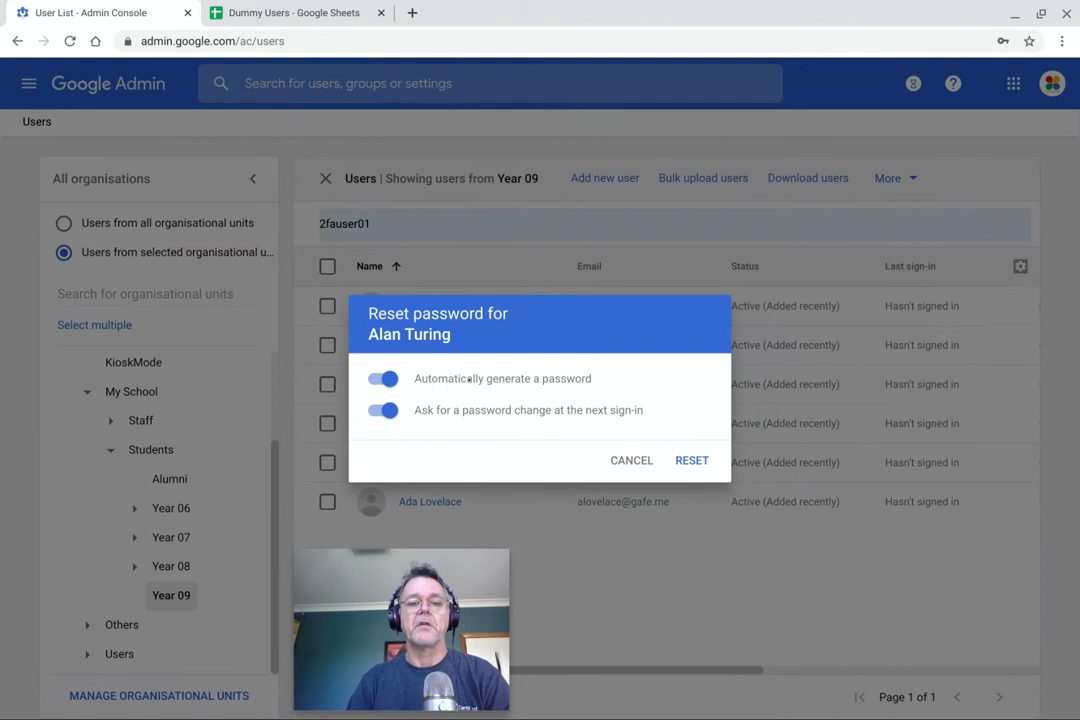 User List - Admin Console
Dummy Users - Google Sheets
admin.google.com/ac/users
Google Admin
Search for users, groups or settings
Users
All organisations
Users from all organisational units
Users from selected organisational u...
Search for organisational units
Select multiple
KioskMode
My School
Staff
Students
Alumni
Year 06
Year 07
Year 08
Year 09
Others
Users
MANAGE ORGANISATIONAL UNITS
Users | Showing users from Year 09
Add new user
Bulk upload users
Download users
More
2fauser01
Name
Email
Status
Last sign-in
Active (Added recently)
Hasn't signed in
Active (Added recently)
Hasn't signed in
Active (Added recently)
Hasn't signed in
Active (Added recently)
Hasn't signed in
Active (Added recently)
Hasn't signed in
Ada Lovelace
alovelace@gafe.me
Active (Added recently)
Hasn't signed in
Reset password for
Alan Turing
Automatically generate a password
Ask for a password change at the next sign-in
CANCEL
RESET
Page 1 of 1